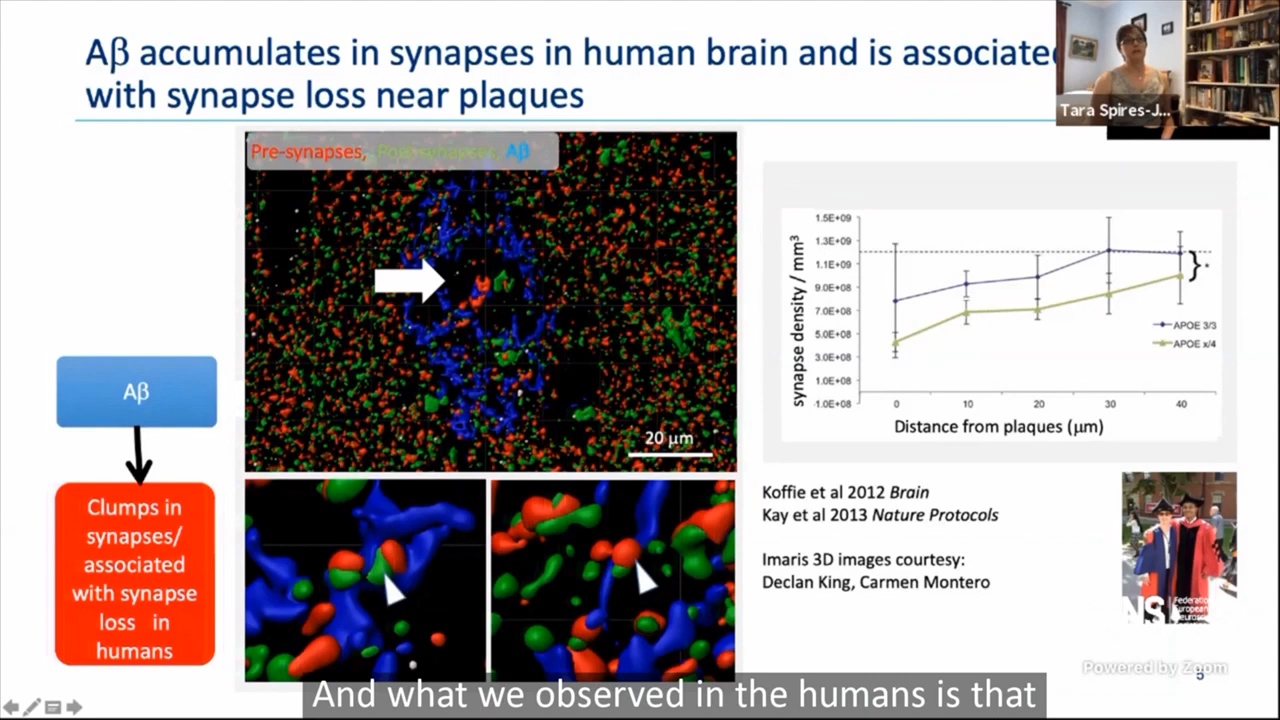 Aβ accumulates in synapses in human brain and is associate
with synapse loss near plaques
Tara Spires-J...
Pre-synapses, Post-synapses, Aβ
20 μm
Aβ
Clumps in
synapses/
associated
with synapse
loss in
humans
synapse density / mm³
1.5E+09
1.3E+09
1.1E+09
9.0E+08
7.0E+08
5.0E+08
3.0E+08
1.0E+08
-1.0E+08
*
APOE 3/3
APOE x/4
0 10 20 30 40
Distance from plaques (μm)
Koffie et al 2012 Brain
Kay et al 2013 Nature Protocols
Imaris 3D images courtesy:
Declan King, Carmen Montero
NS
Powered by Zoom
5
And what we observed in the humans is that